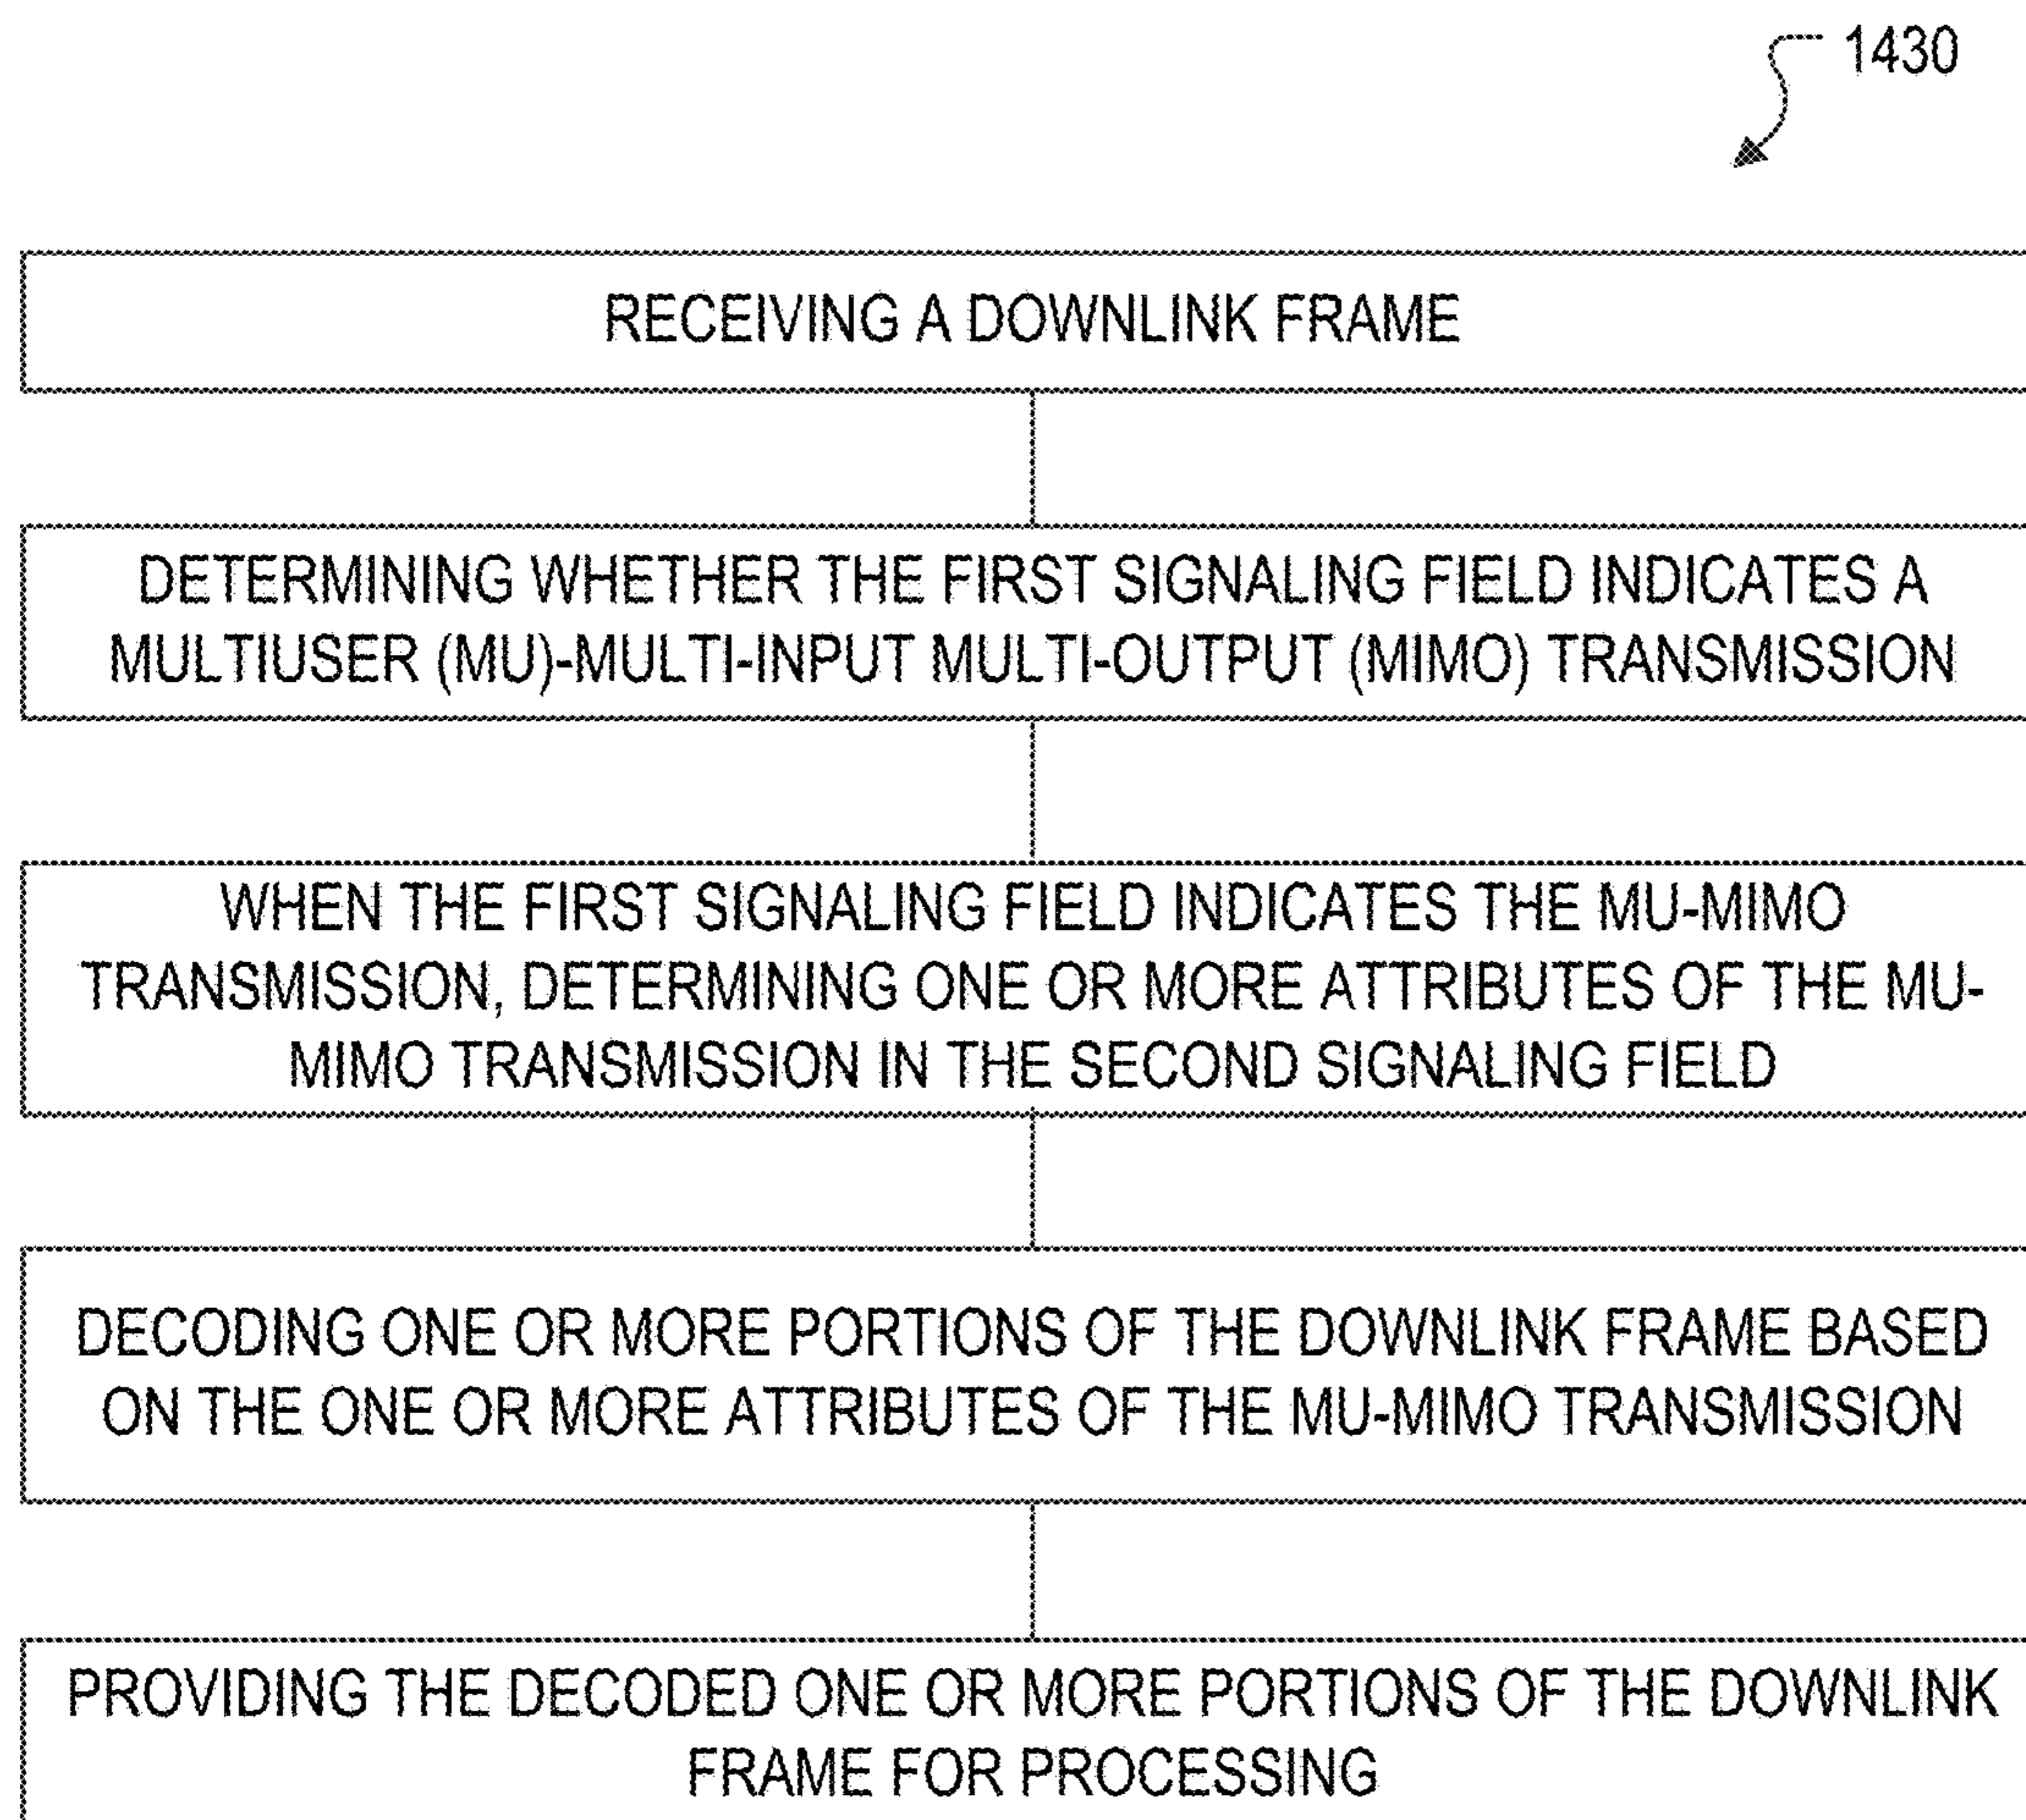 1430
RECEIVING A DOWNLINK FRAME
DETERMINING WHETHER THE FIRST SIGNALING FIELD INDICATES A
MULTIUSER (MU)-MULTI-INPUT MULTI-OUTPUT (MIMO) TRANSMISSION
WHEN THE FIRST SIGNALING FIELD INDICATES THE MU-MIMO
TRANSMISSION, DETERMINING ONE OR MORE ATTRIBUTES OF THE MU-
MIMO TRANSMISSION IN THE SECOND SIGNALING FIELD
DECODING ONE OR MORE PORTIONS OF THE DOWNLINK FRAME BASED
ON THE ONE OR MORE ATTRIBUTES OF THE MU-MIMO TRANSMISSION
PROVIDING THE DECODED ONE OR MORE PORTIONS OF THE DOWNLINK
FRAME FOR PROCESSING